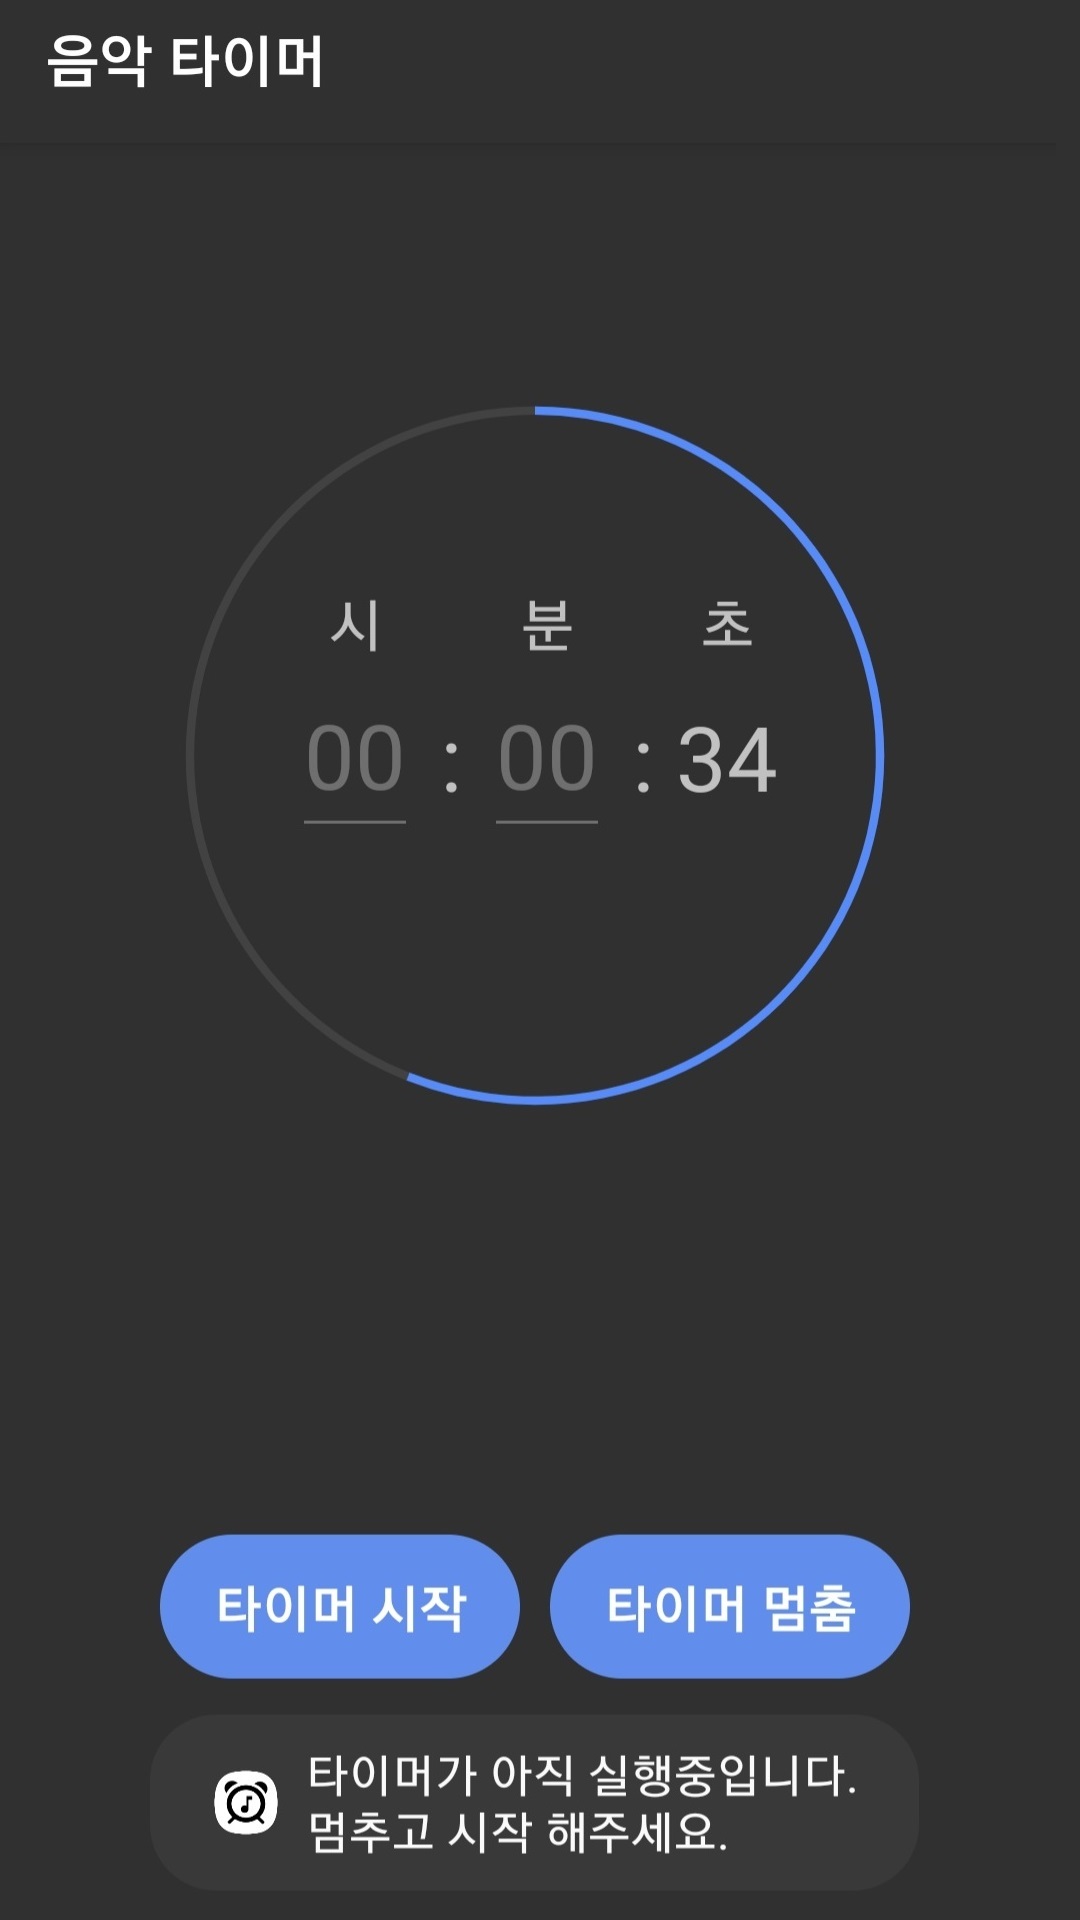 음악 타이머
시 분 초
00 : 00 : 34
타이머 시작 타이머 멈춤
타이머가 아직 실행중입니다.
멈추고 시작 해주세요.